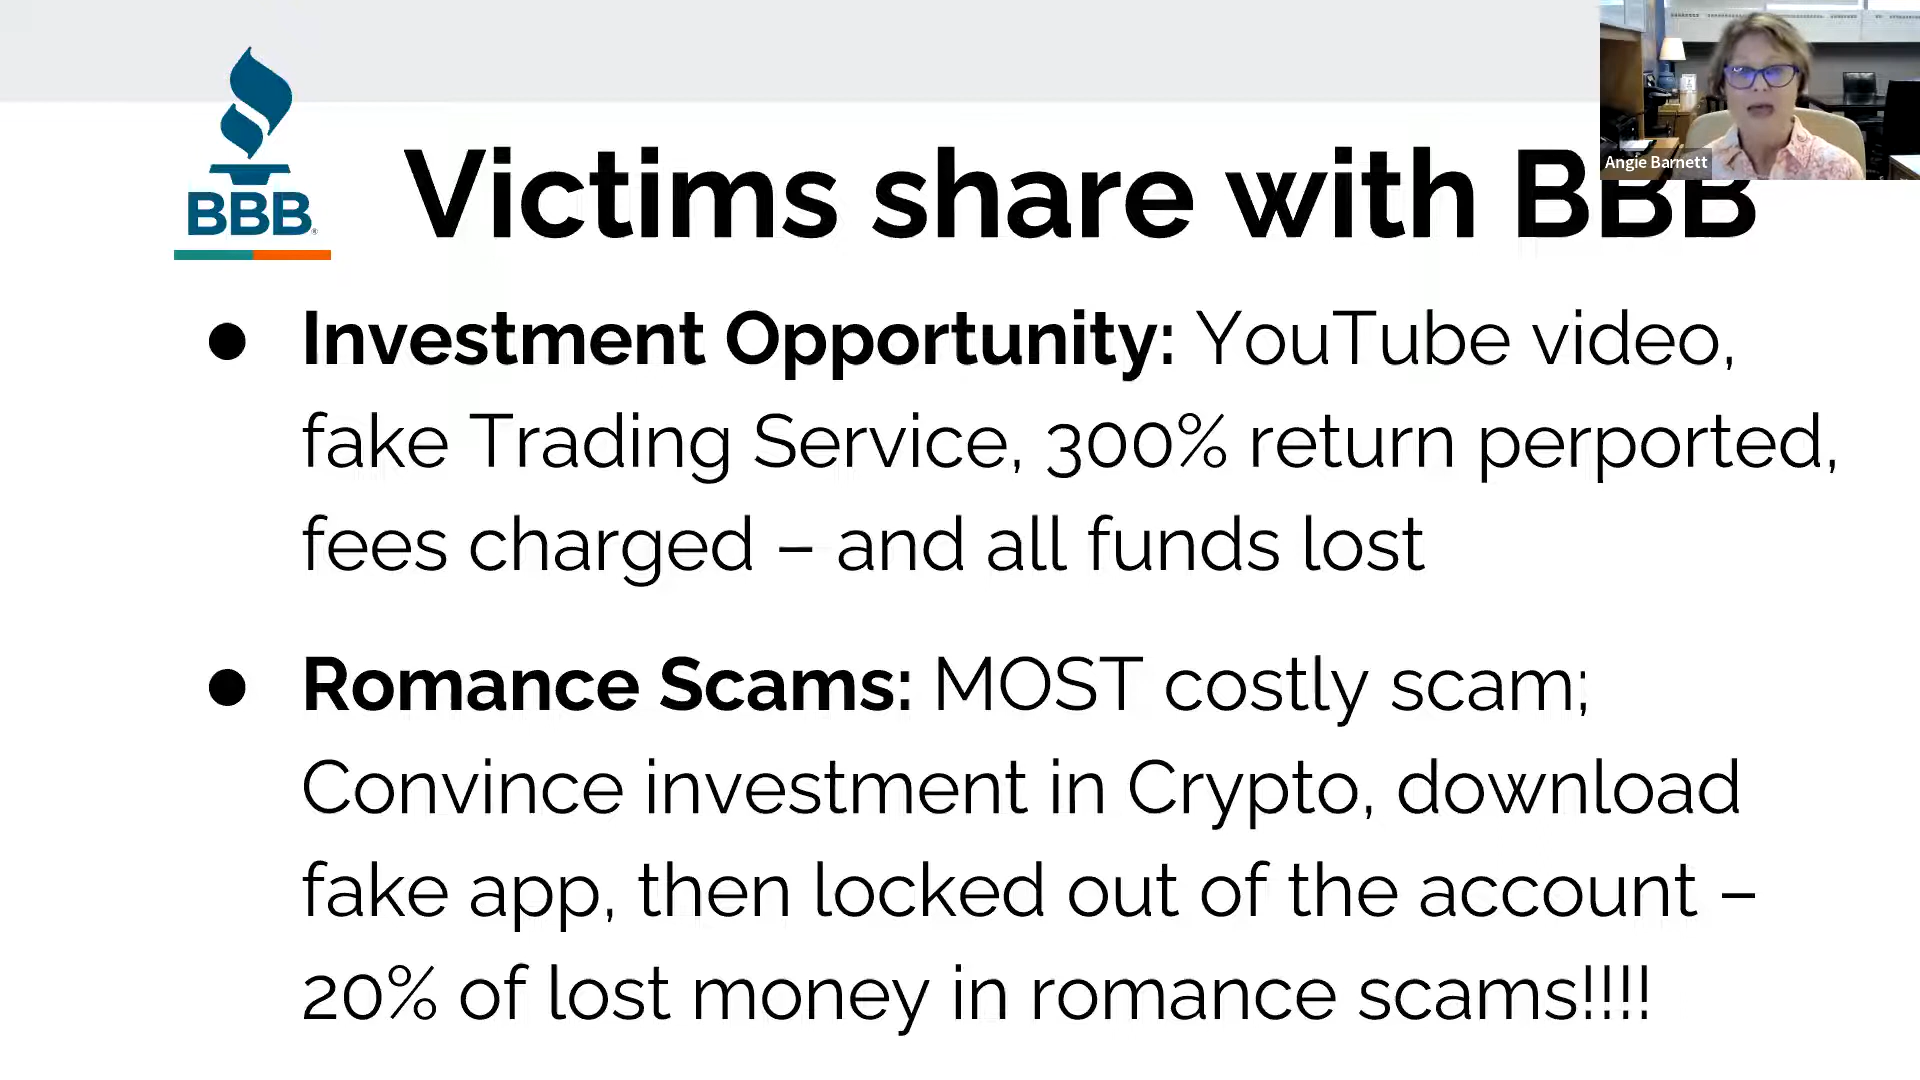 Angie Barnett
BBB®
Victims share with BBB
● Investment Opportunity: YouTube video,
fake Trading Service, 300% return perported,
fees charged – and all funds lost
● Romance Scams: MOST costly scam;
Convince investment in Crypto, download
fake app, then locked out of the account –
20% of lost money in romance scams!!!!